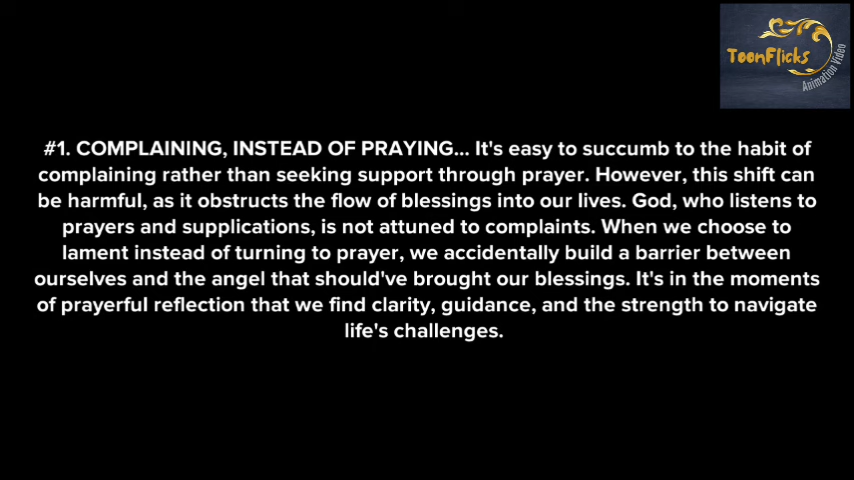 ToonFlicks
Animation Video
#1. COMPLAINING, INSTEAD OF PRAYING... It's easy to succumb to the habit of
complaining rather than seeking support through prayer. However, this shift can
be harmful, as it obstructs the flow of blessings into our lives. God, who listens to
prayers and supplications, is not attuned to complaints. When we choose to
lament instead of turning to prayer, we accidentally build a barrier between
ourselves and the angel that should've brought our blessings. It's in the moments
of prayerful reflection that we find clarity, guidance, and the strength to navigate
life's challenges.